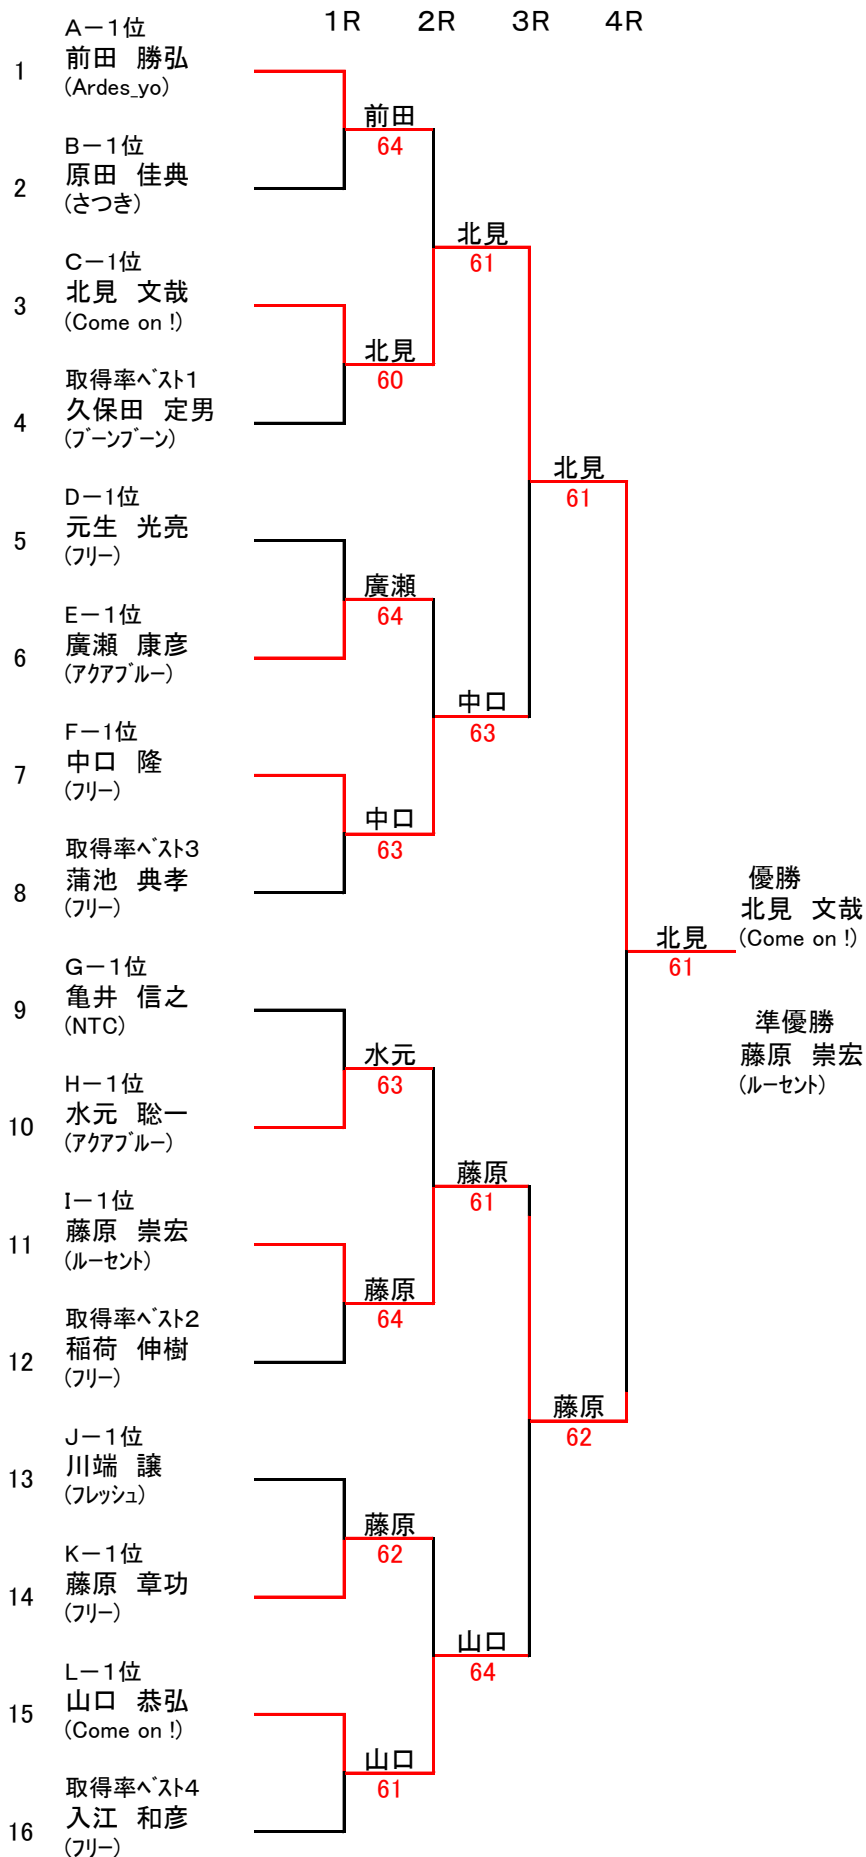 1R 2R 3R 4R
A－1位
1 前田　勝弘
(Ardes_yo)
前田
64
B－1位
2 原田　佳典
(さつき)
北見
61
C－1位
3 北見　文哉
(Come on !)
北見
60
取得率ベスト1
4 久保田　定男
(ブーンブーン)
北見
61
D－1位
5 元生　光亮
(フリー)
廣瀬
64
E－1位
6 廣瀬　康彦
(アクアブルー)
中口
63
F－1位
7 中口　隆
(フリー)
中口
63
取得率ベスト3
8 蒲池　典孝
(フリー)
北見
61
優勝
北見　文哉
(Come on !)
準優勝
藤原　崇宏
(ルーセント)
G－1位
9 亀井　信之
(NTC)
水元
63
H－1位
10 水元　聡一
(アクアブルー)
藤原
61
I－1位
11 藤原　崇宏
(ルーセント)
藤原
64
取得率ベスト2
12 稲荷　伸樹
(フリー)
藤原
62
J－1位
13 川端　譲
(フレッシュ)
藤原
62
K－1位
14 藤原　章功
(フリー)
山口
64
L－1位
15 山口　恭弘
(Come on !)
山口
61
取得率ベスト4
16 入江　和彦
(フリー)